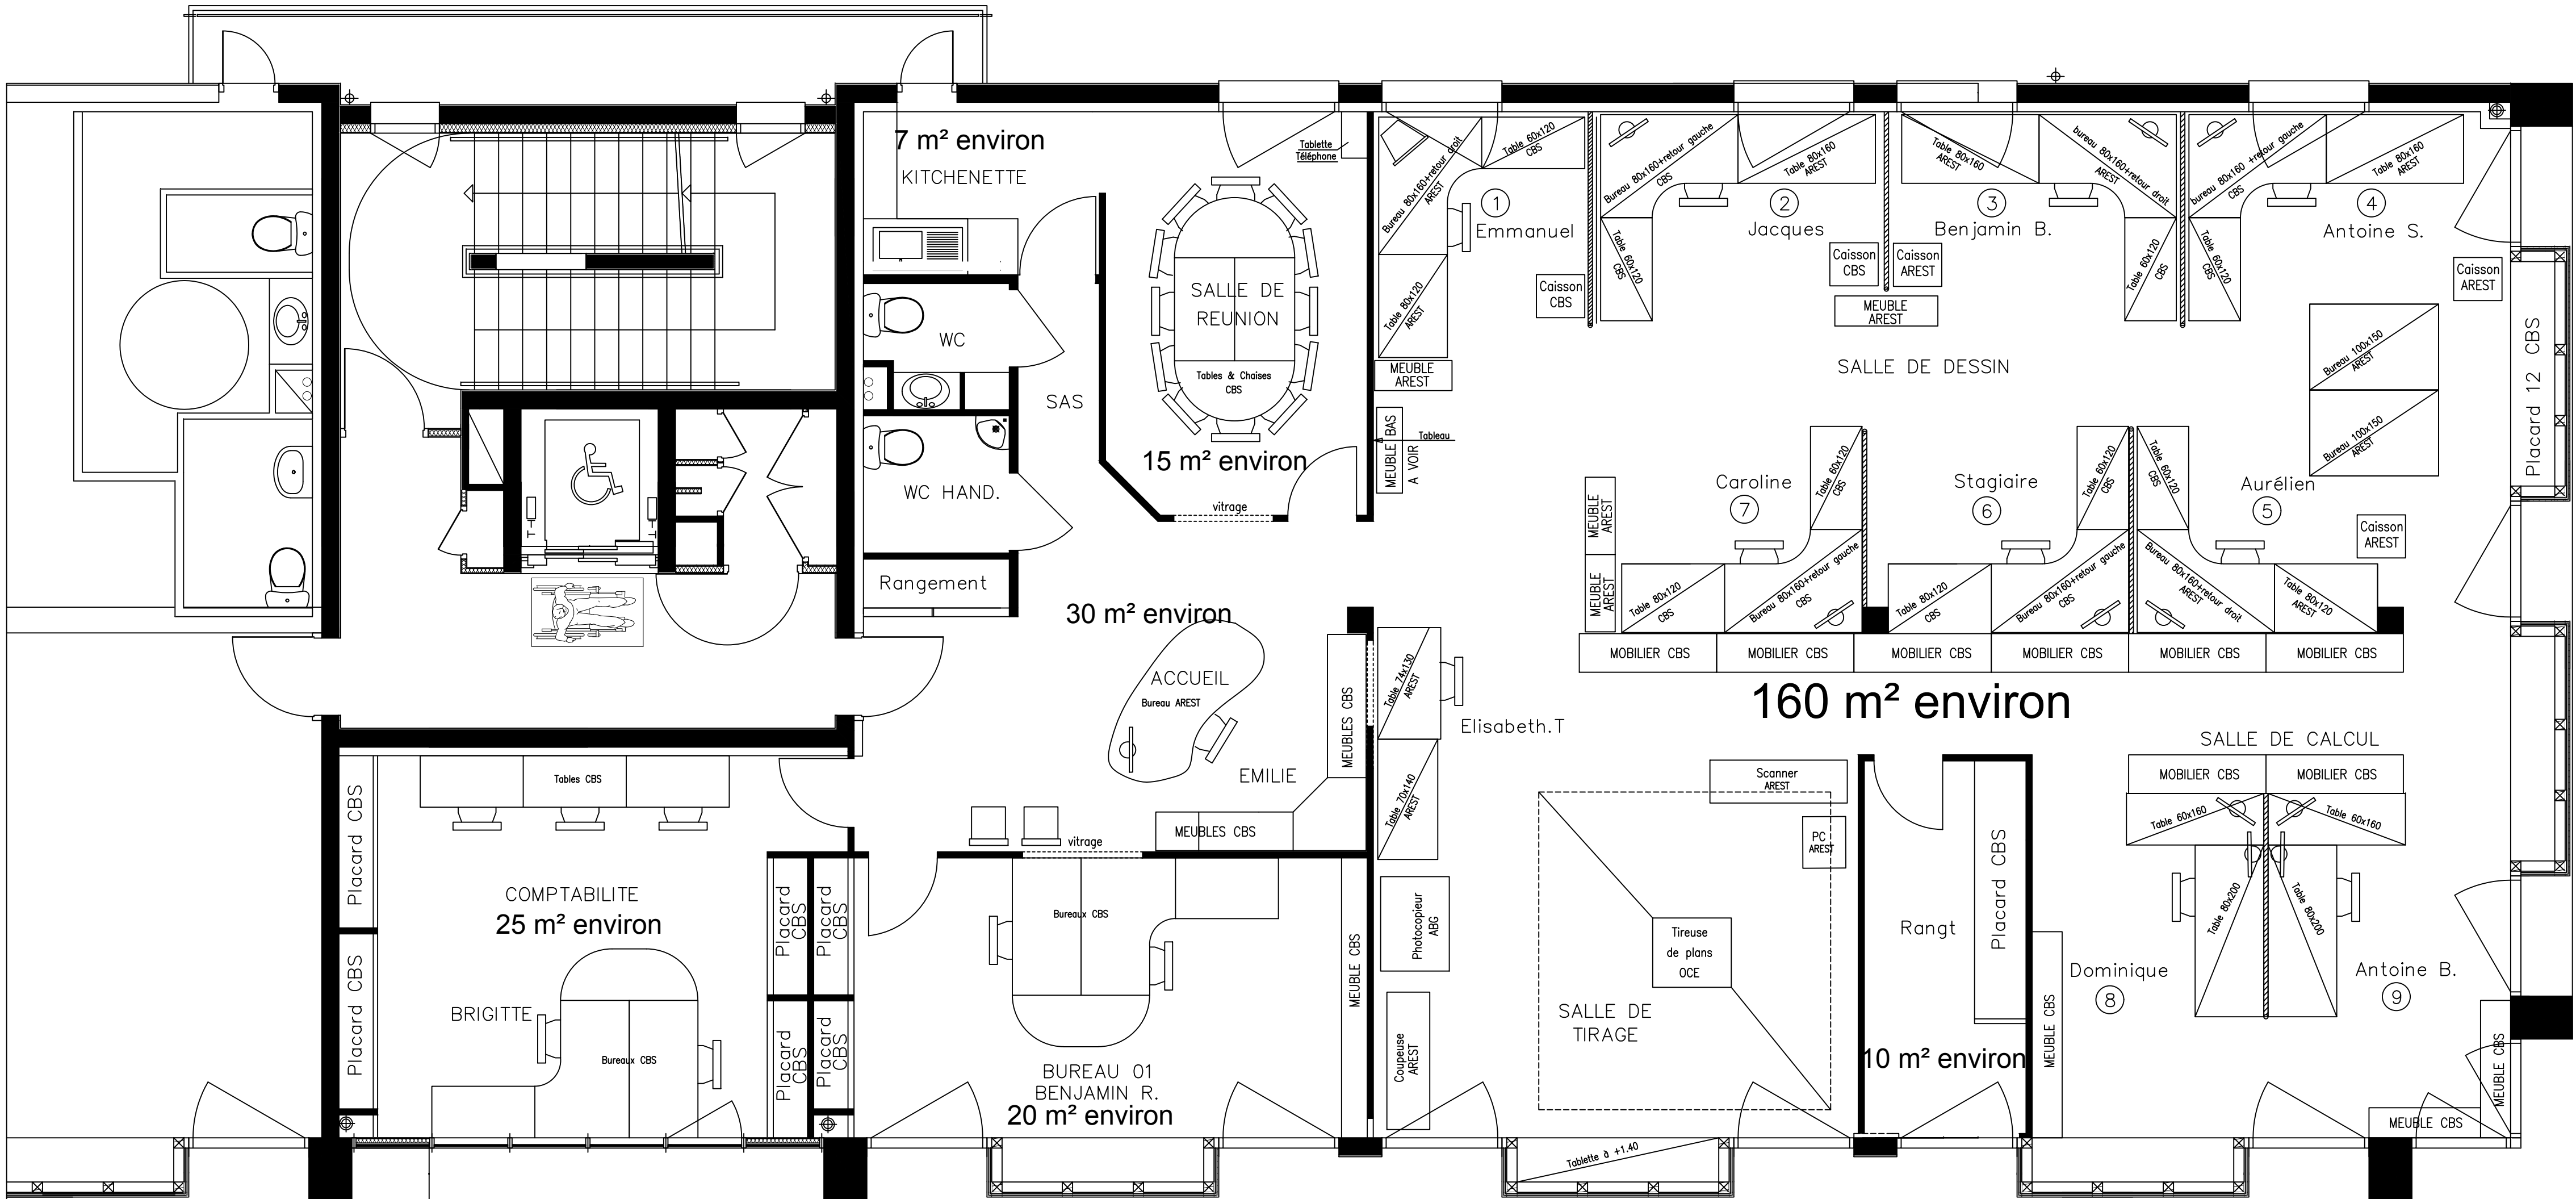 7 m² environ
KITCHENETTE
Tablette
Téléphone
SALLE DE
REUNION
Tables & Chaises
CBS
15 m² environ
vitrage
WC
SAS
WC HAND.
Rangement
30 m² environ
ACCUEIL
Bureau AREST
EMILIE
MEUBLES CBS
MEUBLES CBS
vitrage
Bureau 80x160+retour droit
AREST
Table 60x120
CBS
1
Emmanuel
Table 80x120
AREST
Caisson
CBS
MEUBLE
AREST
MEUBLE BAS
A VOIR
Tableau
Bureau 80x160+retour gauche
CBS
Table 80x160
AREST
2
Jacques
Table 60x120
CBS
Caisson
CBS
Table 80x160
AREST
bureau 80x160+retour droit
AREST
3
Benjamin B.
Caisson
AREST
Table 60x120
CBS
MEUBLE
AREST
bureau 80x160 +retour gauche
CBS
Table 80x160
AREST
4
Antoine S.
Table 60x120
CBS
Caisson
AREST
Placard 12 CBS
SALLE DE DESSIN
Bureau 100x150
AREST
Bureau 100x150
AREST
Caroline
7
Table 60x120
CBS
MEUBLE
AREST
MEUBLE
AREST
Table 80x120
CBS
Bureau 80x160+retour gauche
CBS
Stagiaire
6
Table 60x120
CBS
Table 80x120
CBS
Bureau 80x160+retour gauche
CBS
Table 60x120
CBS
Aurélien
5
Caisson
AREST
Bureau 80x160+retour droit
AREST
Table 80x120
AREST
MOBILIER CBS
MOBILIER CBS
MOBILIER CBS
MOBILIER CBS
MOBILIER CBS
MOBILIER CBS
160 m² environ
Table 74x130
AREST
Elisabeth.T
Table 70x140
AREST
Photocopieur
ABG
Coupeuse
AREST
Scanner
AREST
PC
AREST
Tireuse
de plans
OCE
SALLE DE
TIRAGE
Tablette à +1.40
Rangt
Placard CBS
10 m² environ
SALLE DE CALCUL
MOBILIER CBS
MOBILIER CBS
Table 60x160
Table 60x160
Table 80x200
Table 80x200
Dominique
8
Antoine B.
9
MEUBLE CBS
MEUBLE CBS
MEUBLE CBS
Placard CBS
Placard CBS
Tables CBS
COMPTABILITE
25 m² environ
BRIGITTE
Bureaux CBS
Placard
CBS
Placard
CBS
Placard
CBS
Placard
CBS
Bureaux CBS
MEUBLE CBS
BUREAU 01
BENJAMIN R.
20 m² environ